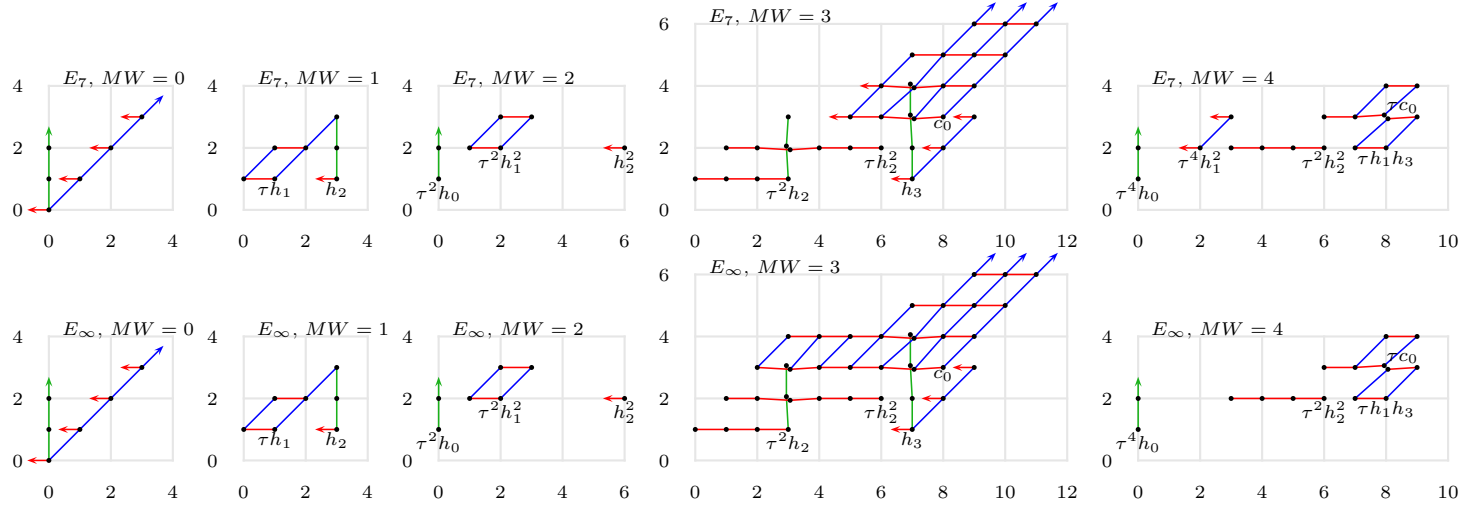 E₇, MW = 0
E₇, MW = 1
E₇, MW = 2
E₇, MW = 3
E₇, MW = 4
6
4 4 4 4 4
2 2 2 2 2
0 0 0 0 0
τh₁ h₂
τ²h₀ τ²h₁² h₂²
τ²h₂ τh₂² h₃ c₀
τ⁴h₀ τ⁴h₁² τ²h₂² τh₁h₃ τc₀
0 2 4
0 2 4
0 2 4 6
0 2 4 6 8 10 12
0 2 4 6 8 10
E∞, MW = 0
E∞, MW = 1
E∞, MW = 2
E∞, MW = 3
E∞, MW = 4
6
4 4 4 4 4
2 2 2 2 2
0 0 0 0 0
τh₁ h₂
τ²h₀ τ²h₁² h₂²
τ²h₂ τh₂² h₃ c₀
τ⁴h₀ τ²h₂² τh₁h₃ τc₀
0 2 4
0 2 4
0 2 4 6
0 2 4 6 8 10 12
0 2 4 6 8 10